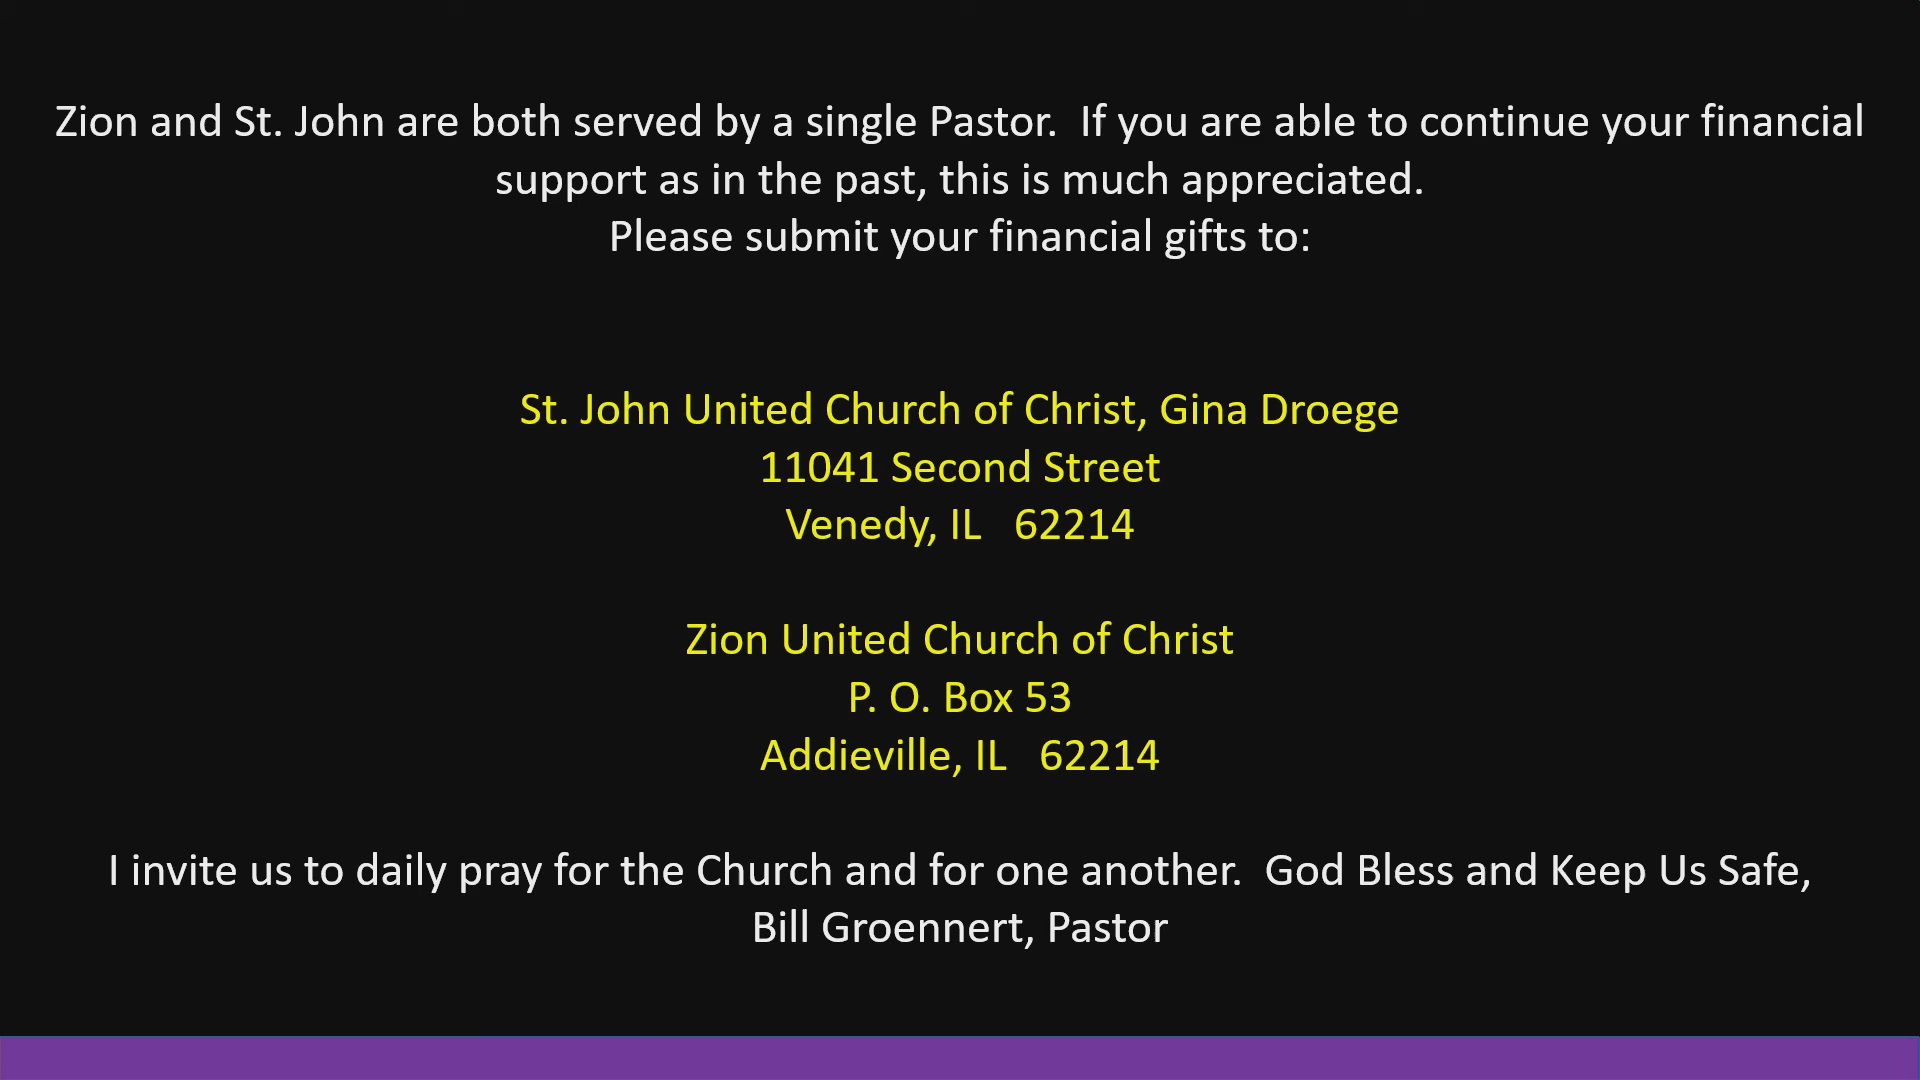 Zion and St. John are both served by a single Pastor.  If you are able to continue your financial
support as in the past, this is much appreciated.
Please submit your financial gifts to:
St. John United Church of Christ, Gina Droege
11041 Second Street
Venedy, IL   62214
Zion United Church of Christ
P. O. Box 53
Addieville, IL   62214
I invite us to daily pray for the Church and for one another.  God Bless and Keep Us Safe,
Bill Groennert, Pastor